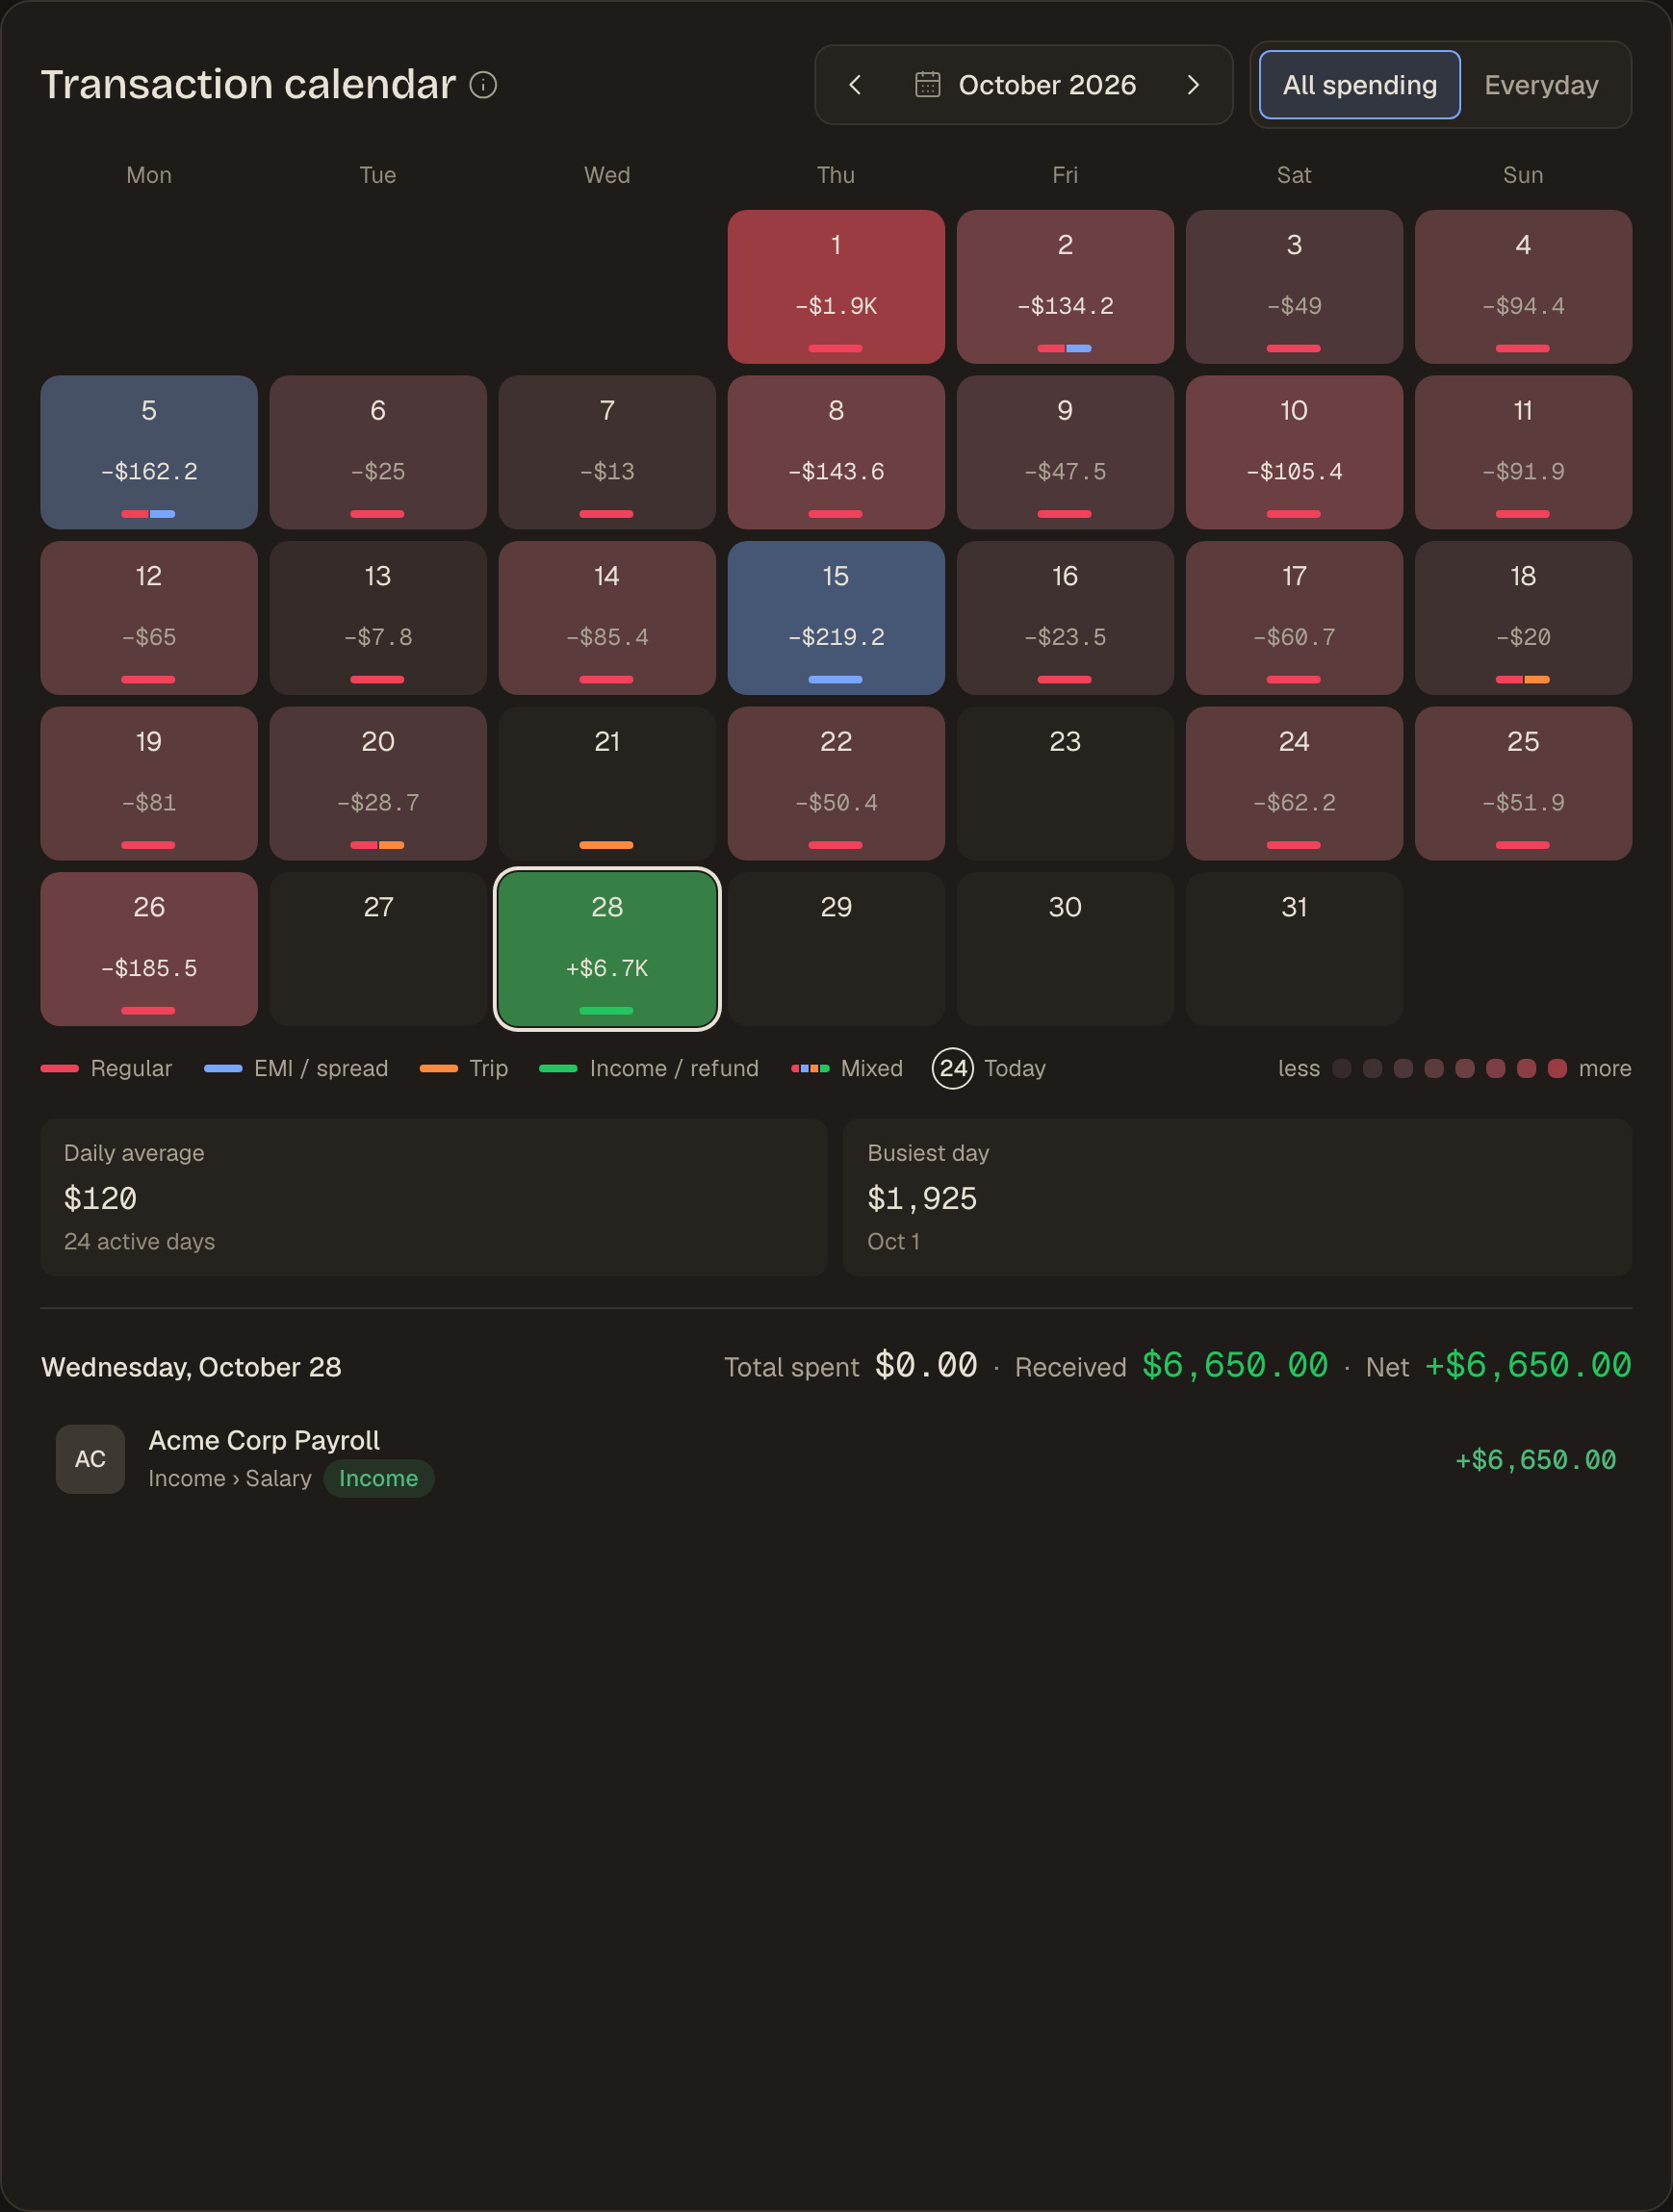 Transaction calendar
October 2026
All spending Everyday
Mon Tue Wed Thu Fri Sat Sun
1 2 3 4
-$1.9K -$134.2 -$49 -$94.4
5 6 7 8 9 10 11
-$162.2 -$25 -$13 -$143.6 -$47.5 -$105.4 -$91.9
12 13 14 15 16 17 18
-$65 -$7.8 -$85.4 -$219.2 -$23.5 -$60.7 -$20
19 20 21 22 23 24 25
-$81 -$28.7 -$50.4 -$62.2 -$51.9
26 27 28 29 30 31
-$185.5 +$6.7K
Regular EMI / spread Trip Income / refund Mixed 24 Today less more
Daily average Busiest day
$120 $1,925
24 active days Oct 1
Wednesday, October 28 Total spent $0.00 · Received $6,650.00 · Net +$6,650.00
AC Acme Corp Payroll +$6,650.00
Income › Salary Income